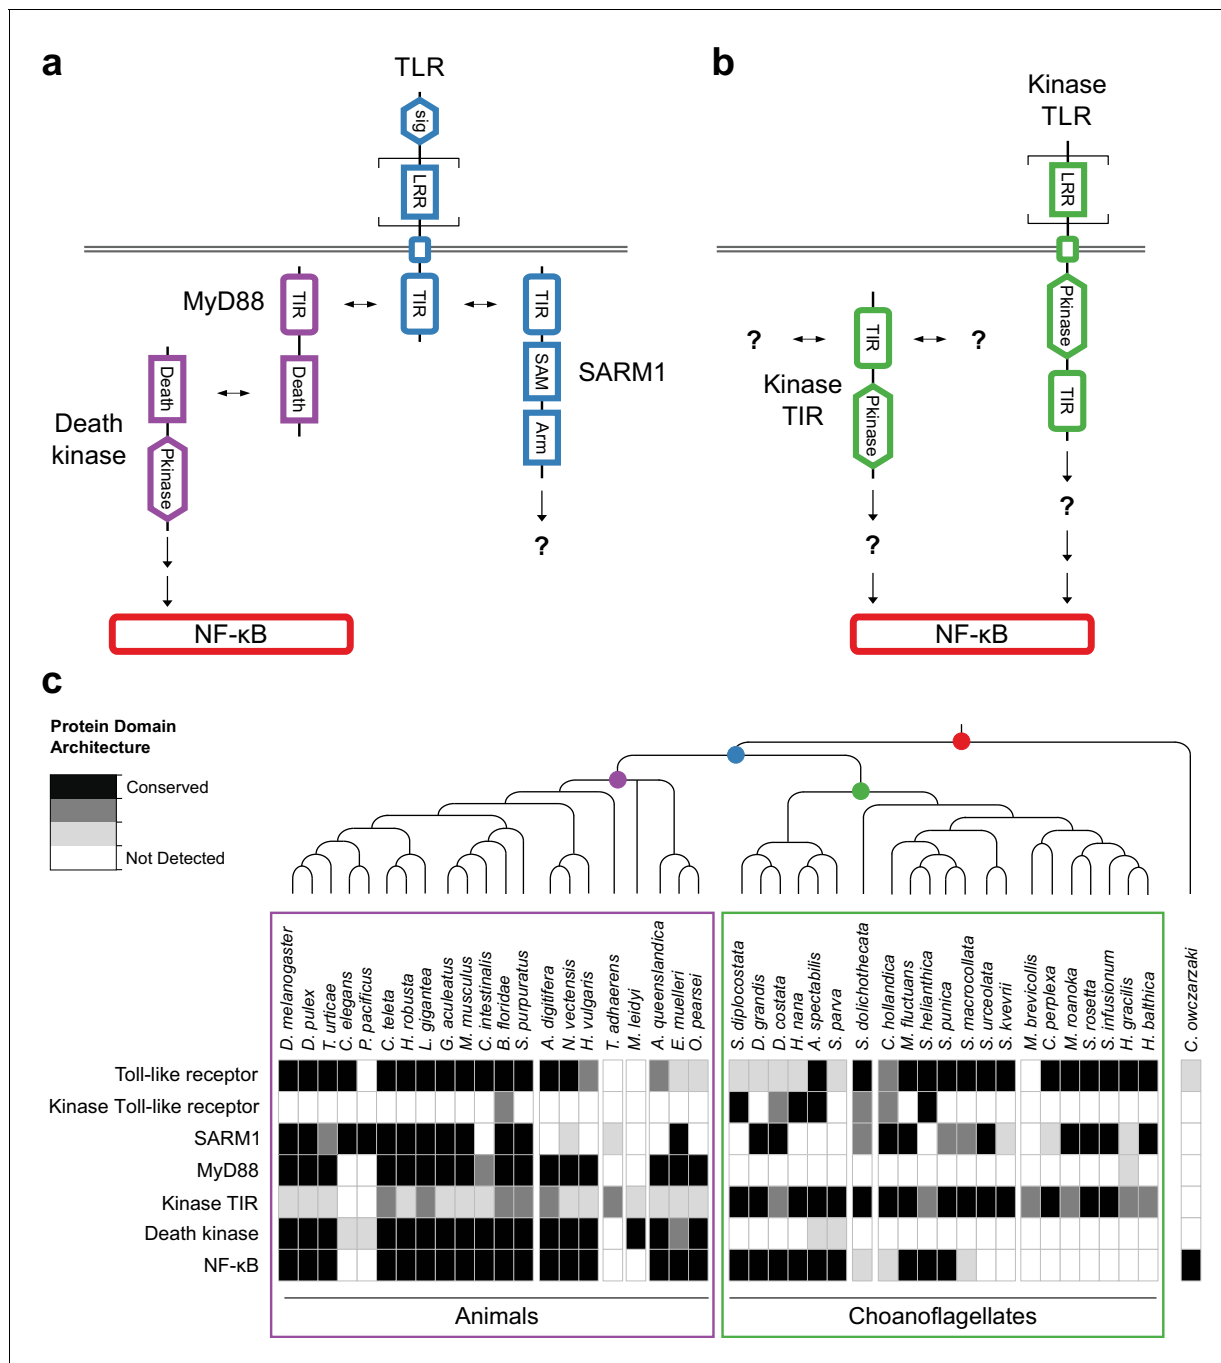 a
TLR
sig
LRR
TIR
MyD88
TIR
Death
Death
kinase
Death
Pkinase
TIR
SAM
Arm
SARM1
?
NF-κB
b
Kinase
TLR
LRR
Pkinase
TIR
?
TIR
?
Kinase
TIR
Pkinase
?
?
NF-κB
c
Protein Domain
Architecture
Conserved
Not Detected
D. melanogaster
D. pulex
T. urticae
C. elegans
P. pacificus
C. teleta
H. robusta
L. gigantea
G. aculeatus
M. musculus
C. intestinalis
B. floridae
S. purpuratus
A. digitifera
N. vectensis
H. vulgaris
T. adhaerens
M. leidyi
A. queenslandica
E. muelleri
O. pearsei
S. diplocostata
D. grandis
D. costata
H. nana
A. spectabilis
S. parva
S. dolichothecata
C. hollandica
M. fluctuans
S. helianthica
S. punica
S. macrocollata
S. urceolata
S. kvevrii
M. brevicollis
C. perplexa
M. roanoka
S. rosetta
S. infusionum
H. gracilis
H. balthica
C. owczarzaki
Toll-like receptor
Kinase Toll-like receptor
SARM1
MyD88
Kinase TIR
Death kinase
NF-κB
Animals
Choanoflagellates